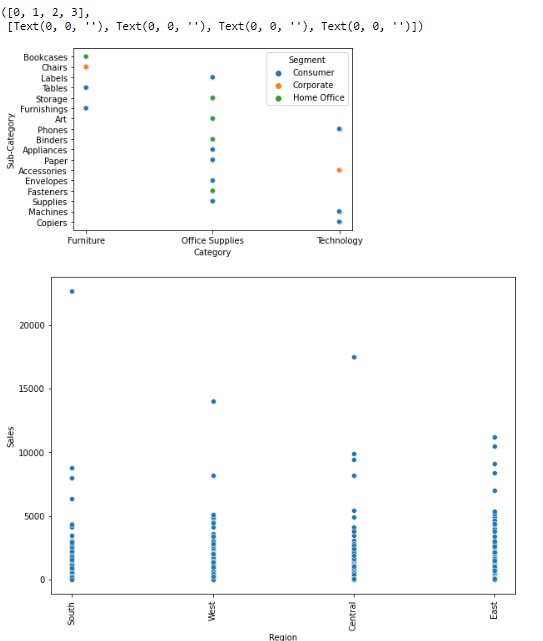 ([0, 1, 2, 3],
[Text(0, 0, ''), Text(0, 0, ''), Text(0, 0, ''), Text(0, 0, '')])
Segment
Consumer
Corporate
Home Office
Bookcases
Chairs
Labels
Tables
Storage
Furnishings
Art
Phones
Binders
Appliances
Paper
Accessories
Envelopes
Fasteners
Supplies
Machines
Copiers
Sub-Category
Furniture
Office Supplies
Technology
Category
20000
15000
10000
5000
0
Sales
South
West
Central
East
Region